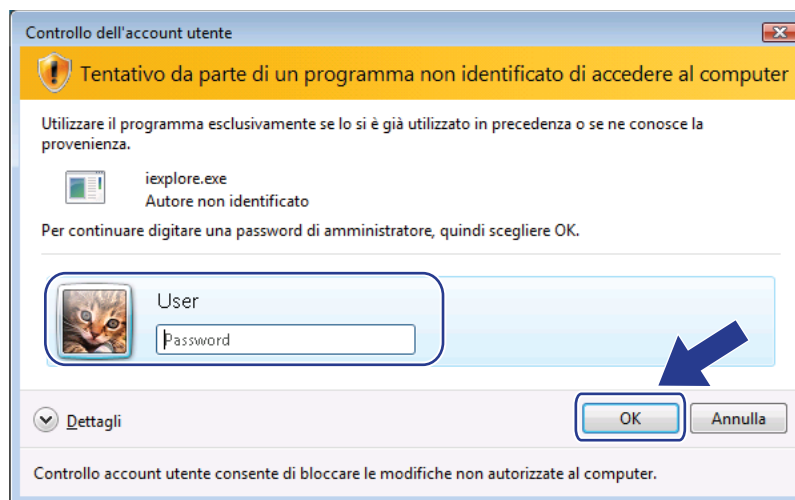 Controllo dell'account utente
Tentativo da parte di un programma non identificato di accedere al computer
Utilizzare il programma esclusivamente se lo si è già utilizzato in precedenza o se ne conosce la
provenienza.
iexplore.exe
Autore non identificato
Per continuare digitare una password di amministratore, quindi scegliere OK.
User
Password
Dettagli
OK
Annulla
Controllo account utente consente di bloccare le modifiche non autorizzate al computer.